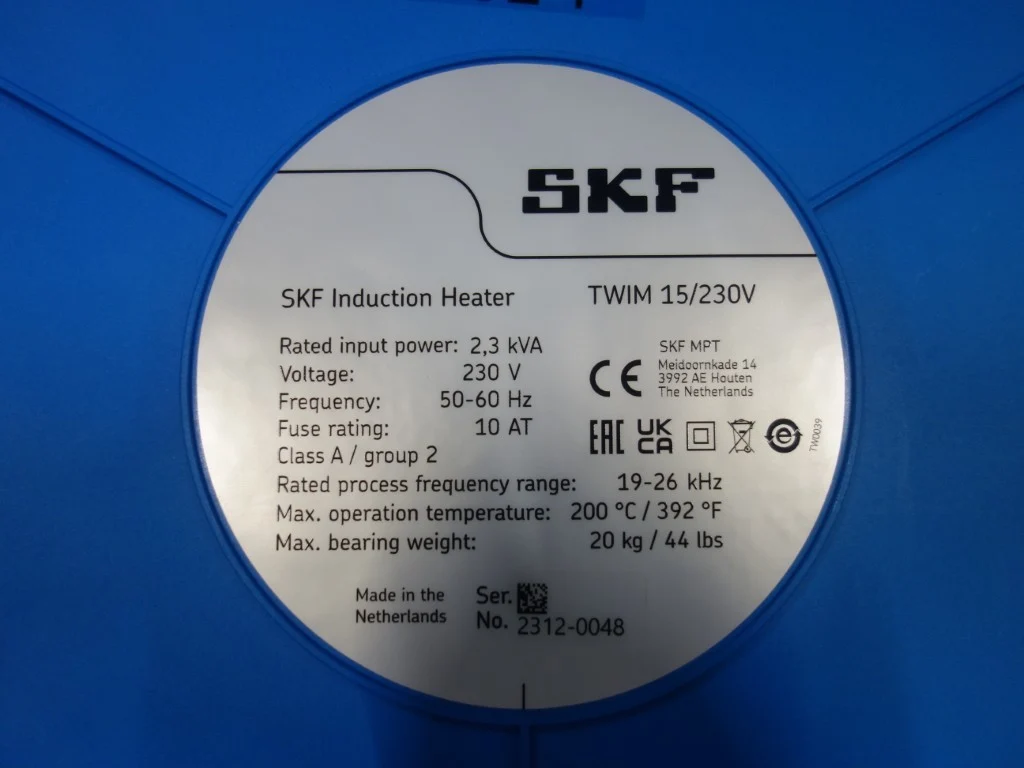 SKF
SKF Induction Heater
TWIM 15/230V
Rated input power: 2,3 kVA
Voltage: 230 V
Frequency: 50-60 Hz
Fuse rating: 10 AT
Class A / group 2
SKF MPT
Meidoornkade 14
3992 AE Houten
The Netherlands
CE
EAC UK CA e
TW0039
Rated process frequency range: 19-26 kHz
Max. operation temperature: 200 °C / 392 °F
Max. bearing weight: 20 kg / 44 lbs
Made in the
Netherlands
Ser.
No. 2312-0048